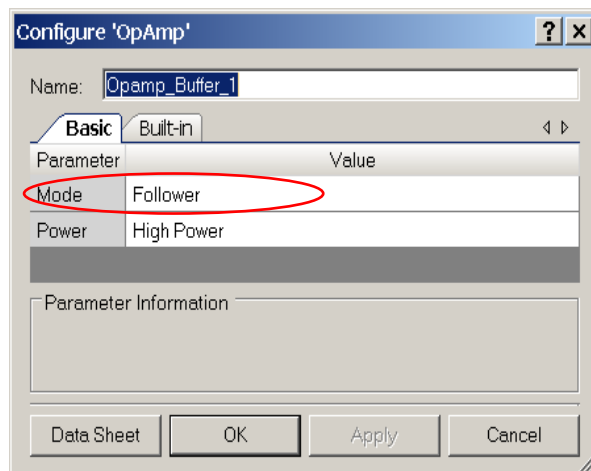 Configure 'OpAmp'
Name: Opamp_Buffer_1
Basic Built-in
Parameter Value
Mode Follower
Power High Power
Parameter Information
Data Sheet OK Apply Cancel